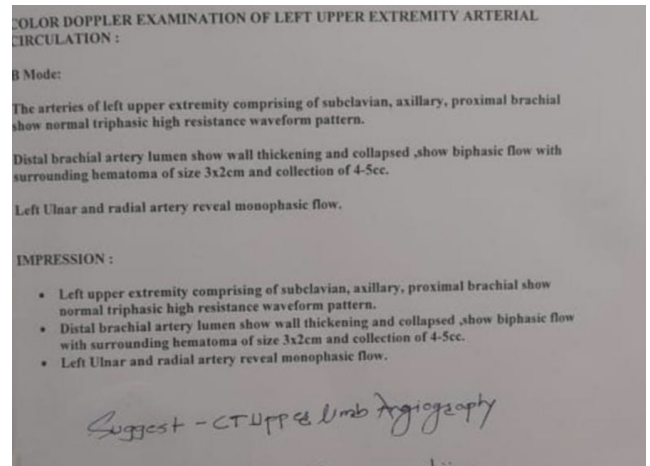 COLOR DOPPLER EXAMINATION OF LEFT UPPER EXTREMITY ARTERIAL
CIRCULATION :
B Mode:
The arteries of left upper extremity comprising of subclavian, axillary, proximal brachial
show normal triphasic high resistance waveform pattern.
Distal brachial artery lumen show wall thickening and collapsed ,show biphasic flow with
surrounding hematoma of size 3x2cm and collection of 4-5cc.
Left Ulnar and radial artery reveal monophasic flow.
IMPRESSION :
• Left upper extremity comprising of subclavian, axillary, proximal brachial show
normal triphasic high resistance waveform pattern.
• Distal brachial artery lumen show wall thickening and collapsed ,show biphasic flow
with surrounding hematoma of size 3x2cm and collection of 4-5cc.
• Left Ulnar and radial artery reveal monophasic flow.
Suggest - CT Upper limb Angiography